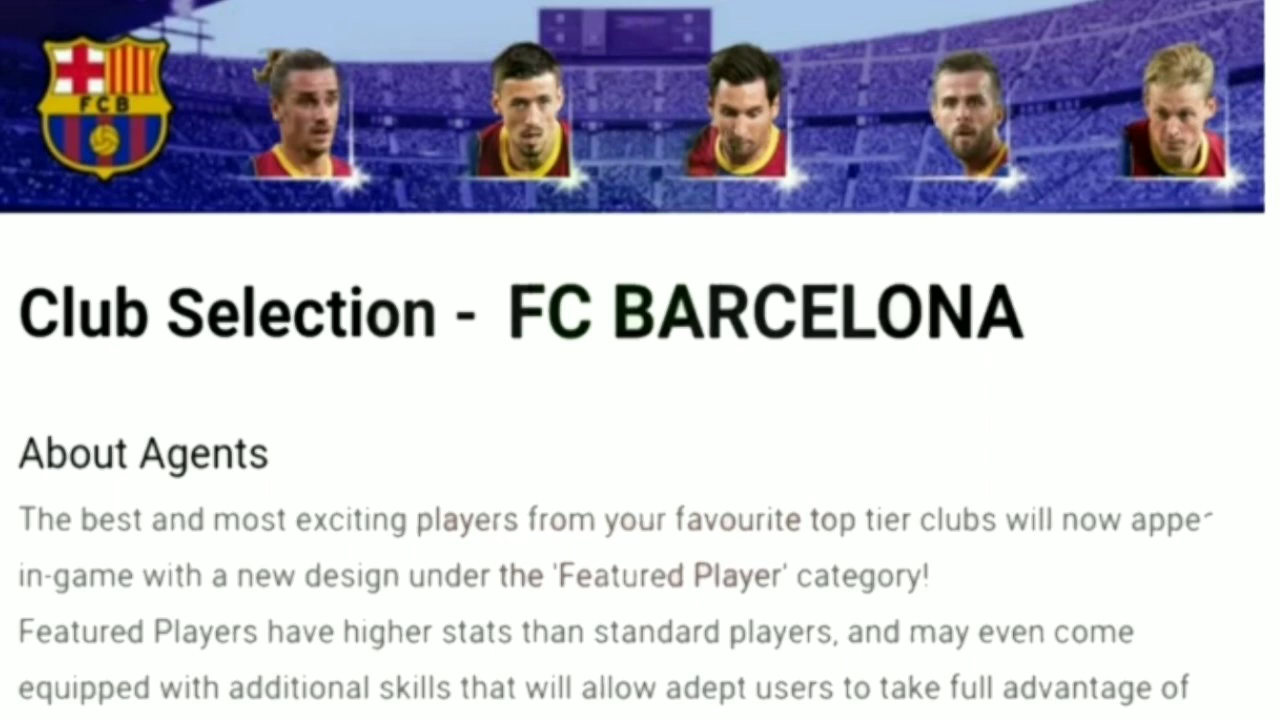 FCB
Club Selection - FC BARCELONA
About Agents
The best and most exciting players from your favourite top tier clubs will now
in-game with a new design under the 'Featured Player' category!
Featured Players have higher stats than standard players, and may even come
equipped with additional skills that will allow adept users to take full advantage of